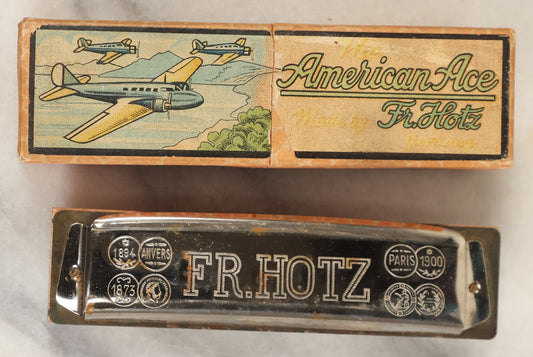 The
American Ace
Made by
Fr. Hotz
1894 ANVERS
1873
FR.HOTZ
PARIS 1900